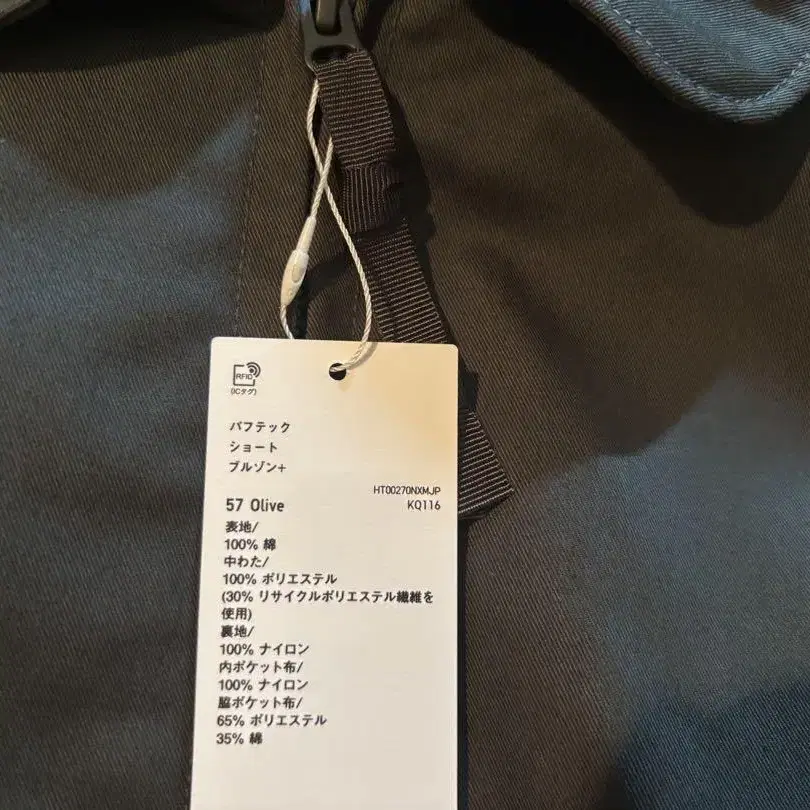 RFID
(ICタグ)
パフテック
ショート
ブルゾン+
HT00270NXMJP
57 Olive
KQ116
表地/
100% 綿
中わた/
100% ポリエステル
(30% リサイクルポリエステル繊維を
使用)
裏地/
100% ナイロン
内ポケット布/
100% ナイロン
脇ポケット布/
65% ポリエステル
35% 綿